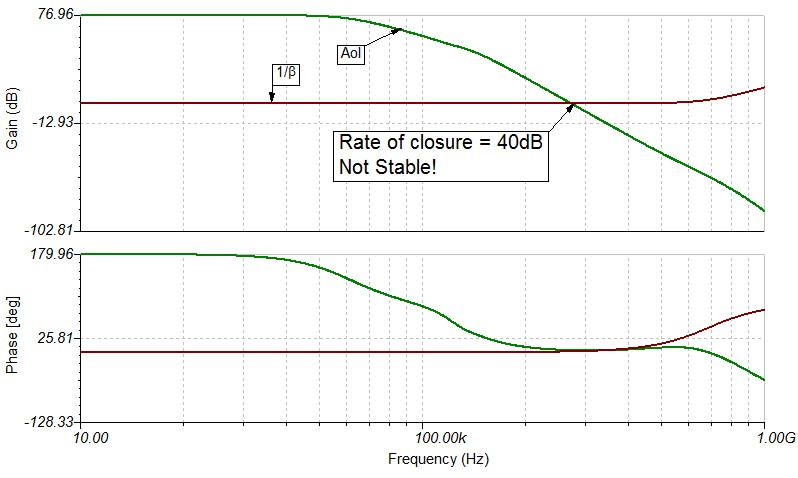 76.96
Aol
1/β
Gain (dB)
-12.93
Rate of closure = 40dB
Not Stable!
-102.81
179.96
Phase [deg]
25.81
-128.33
10.00
100.00k
1.00G
Frequency (Hz)